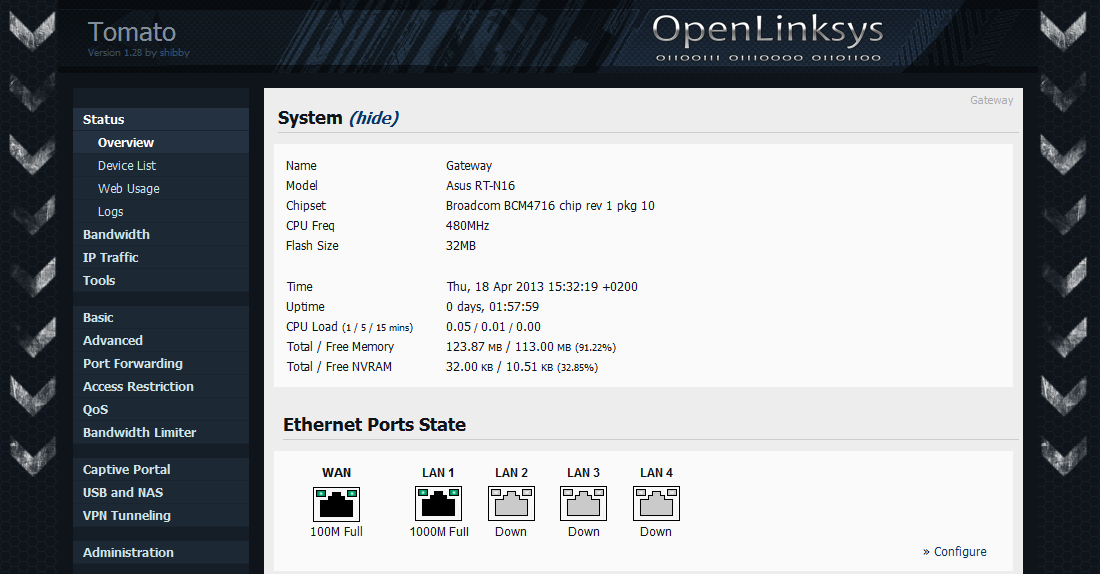 Tomato
Version 1.28 by shibby
OpenLinksys
01100111 01110000 01101100
Status
Overview
Device List
Web Usage
Logs
Bandwidth
IP Traffic
Tools
Basic
Advanced
Port Forwarding
Access Restriction
QoS
Bandwidth Limiter
Captive Portal
USB and NAS
VPN Tunneling
Administration
Gateway
System (hide)
Name Gateway
Model Asus RT-N16
Chipset Broadcom BCM4716 chip rev 1 pkg 10
CPU Freq 480MHz
Flash Size 32MB
Time Thu, 18 Apr 2013 15:32:19 +0200
Uptime 0 days, 01:57:59
CPU Load (1 / 5 / 15 mins) 0.05 / 0.01 / 0.00
Total / Free Memory 123.87 MB / 113.00 MB (91.22%)
Total / Free NVRAM 32.00 KB / 10.51 KB (32.85%)
Ethernet Ports State
WAN LAN 1 LAN 2 LAN 3 LAN 4
100M Full 1000M Full Down Down Down
» Configure